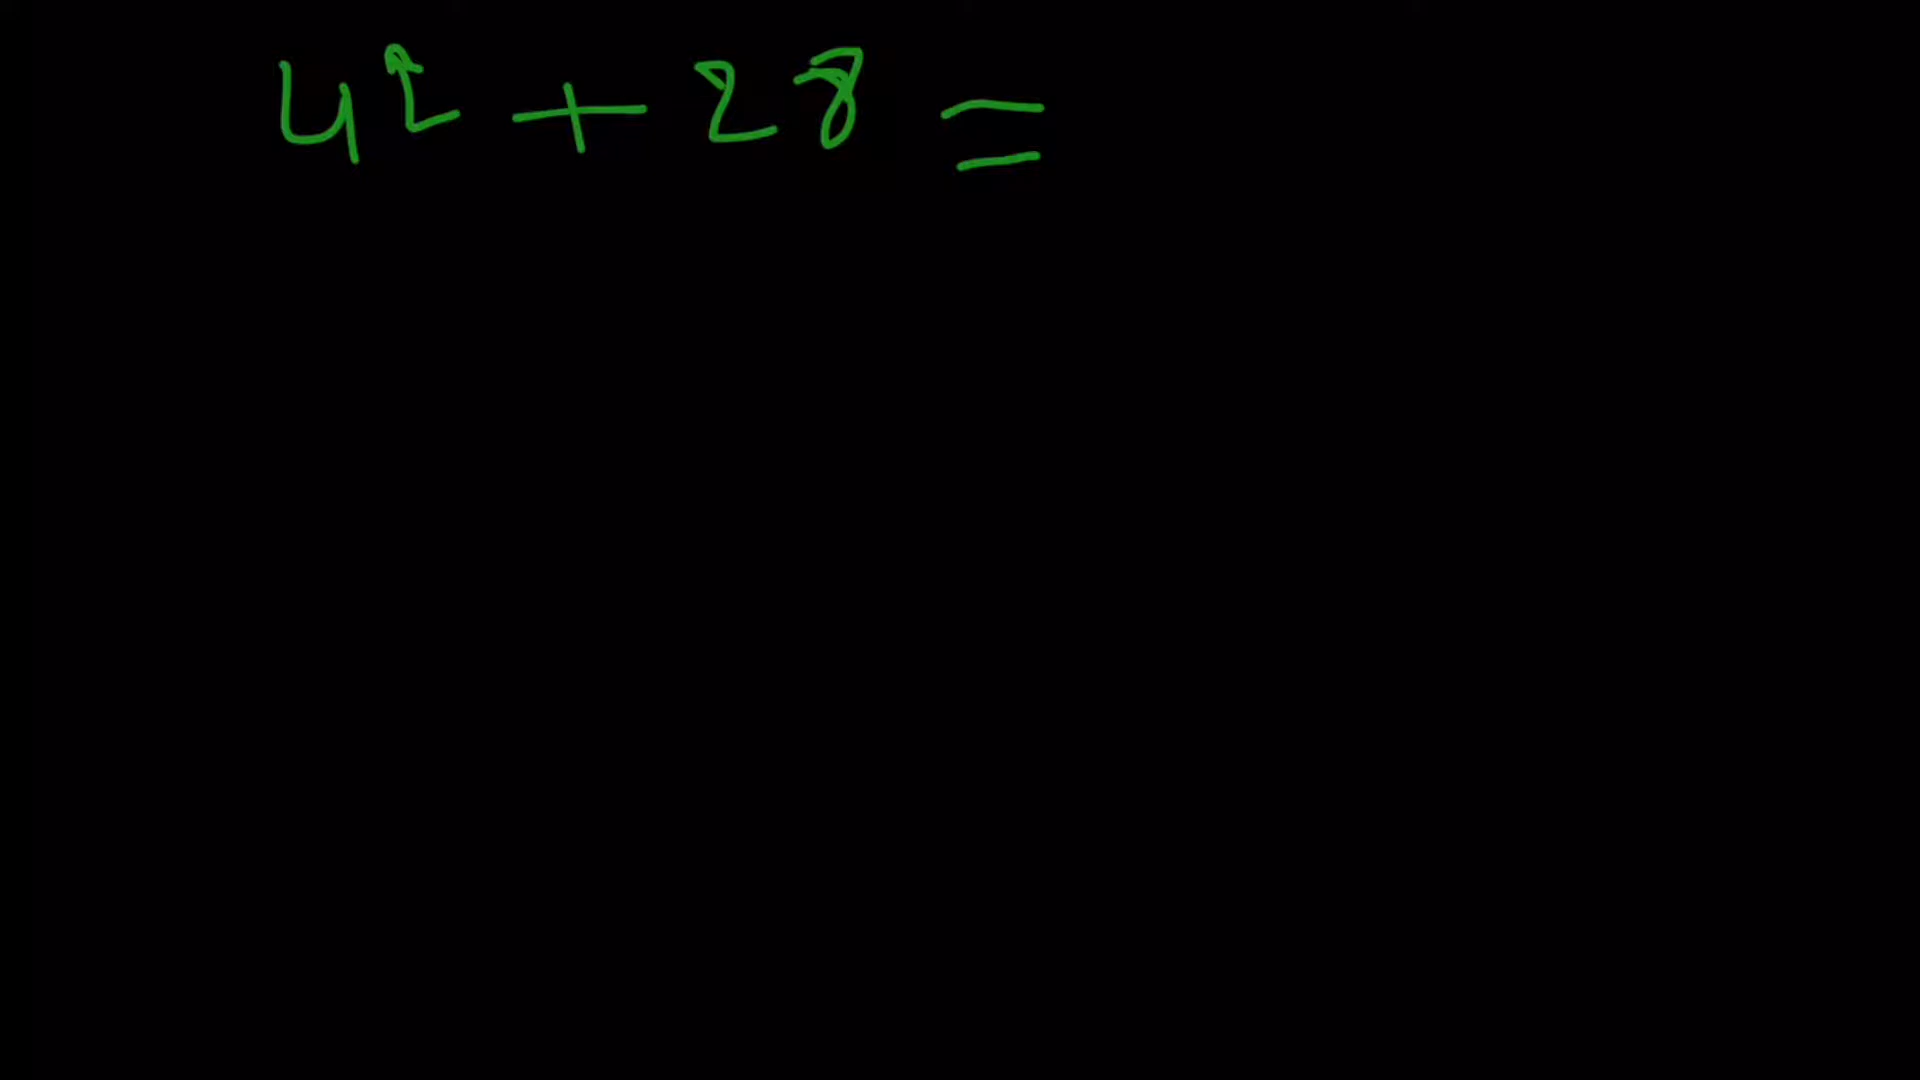 42 + 28 =